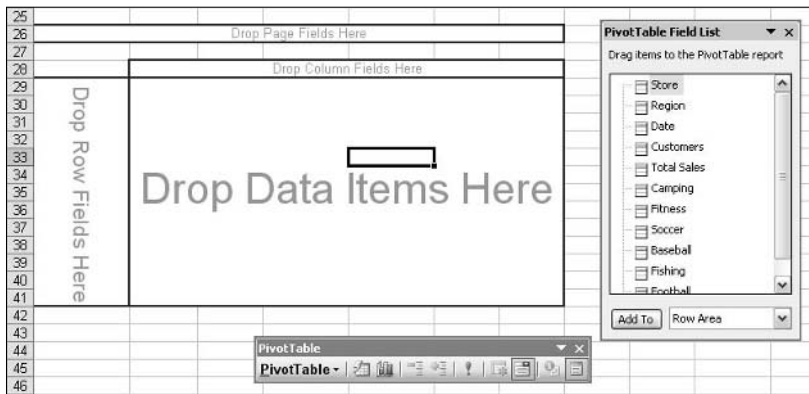 25
26
27
28
29
30
31
32
33
34
35
36
37
38
39
40
41
42
43
44
45
46
Drop Page Fields Here
Drop Column Fields Here
Drop Row Fields Here
Drop Data Items Here
PivotTable Field List
Drag items to the PivotTable report
Store
Region
Date
Customers
Total Sales
Camping
Fitness
Soccer
Baseball
Fishing
Football
Add To Row Area
PivotTable
PivotTable